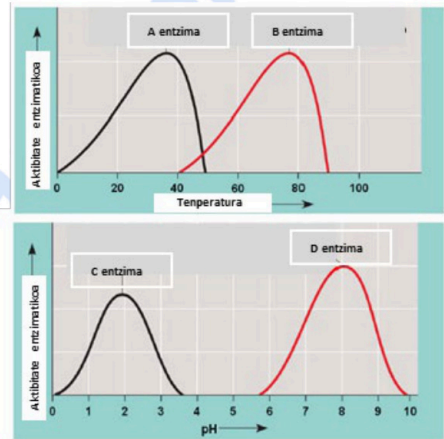 A entzima
B entzima
Aktibitate entzimatikoa
0 20 40 60 80 100
Tenperatura
D entzima
C entzima
Aktibitate entzimatikoa
0 1 2 3 4 5 6 7 8 9 10
pH